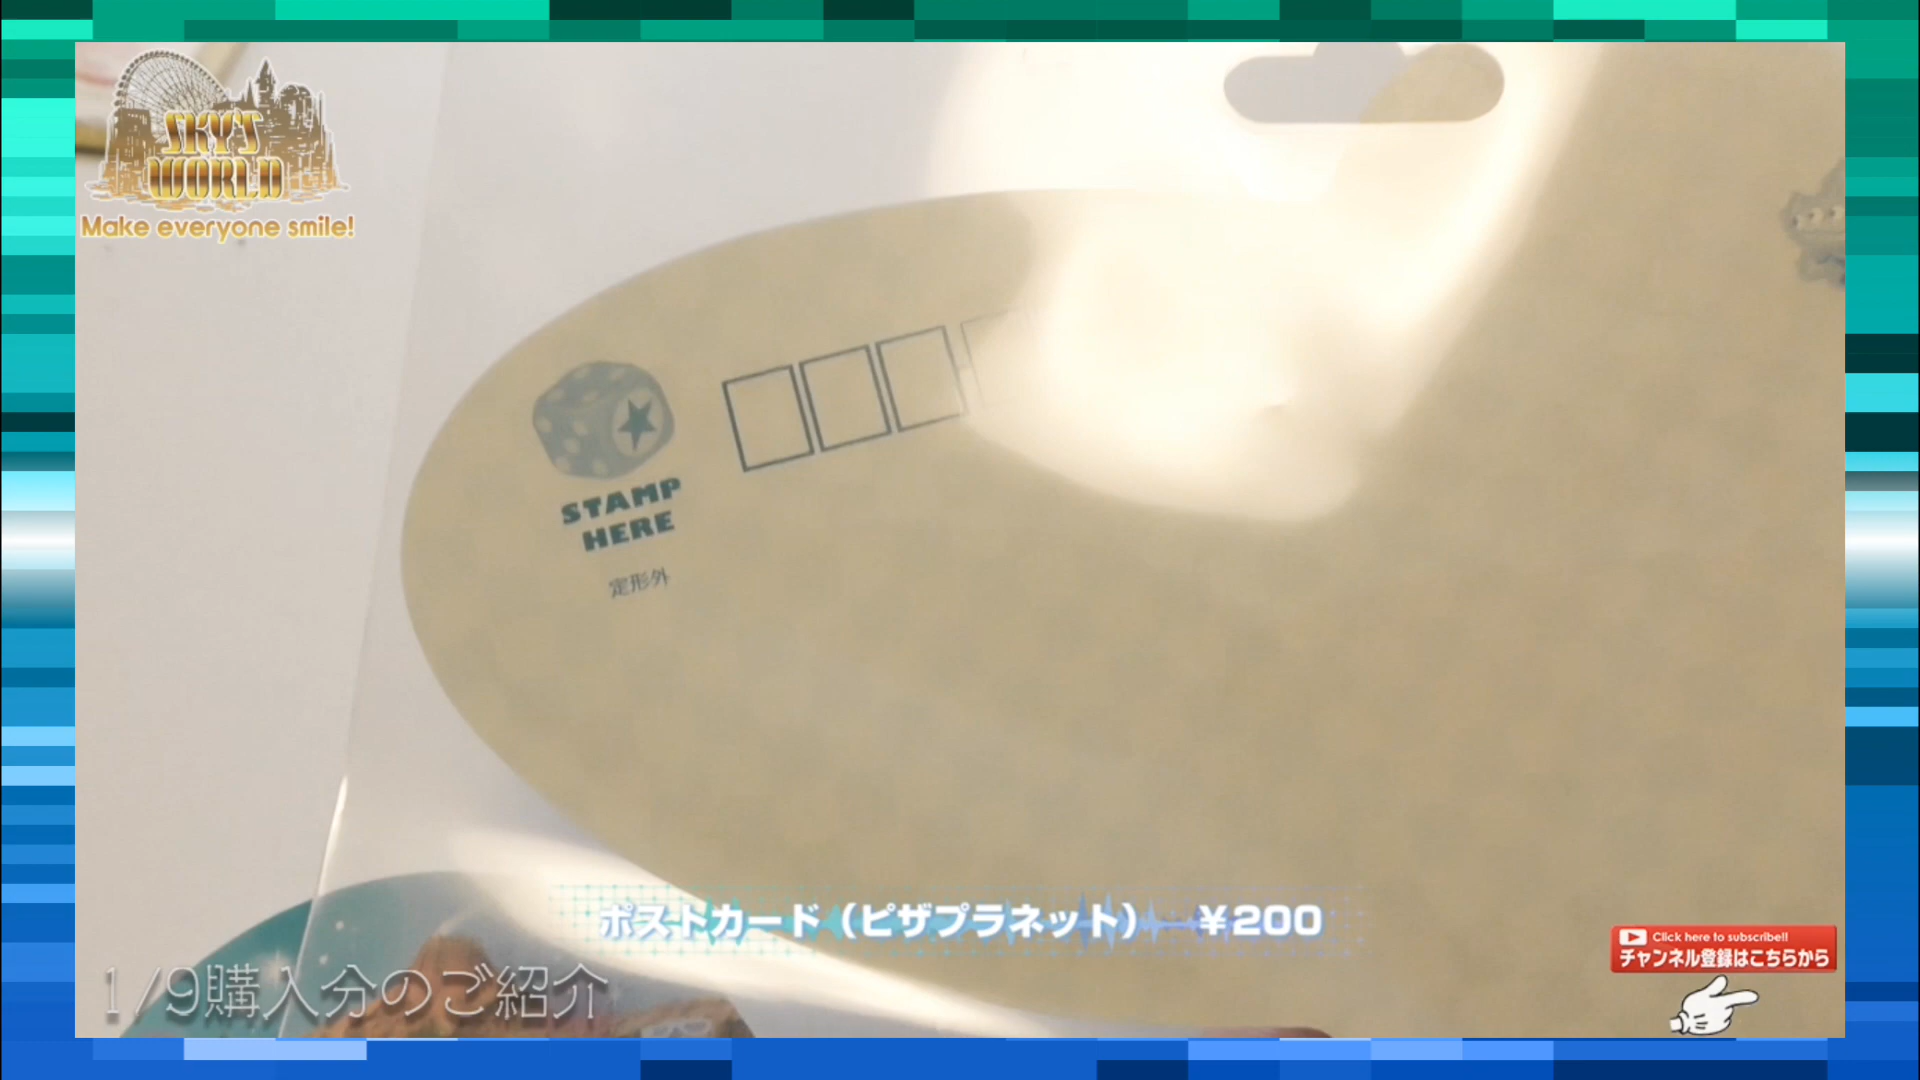 SKY'S
WORLD
Make everyone smile!
STAMP
HERE
定形外
ポストカード（ピザプラネット） ￥200
1/9購入分のご紹介
Click here to subscribe!!
チャンネル登録はこちらから